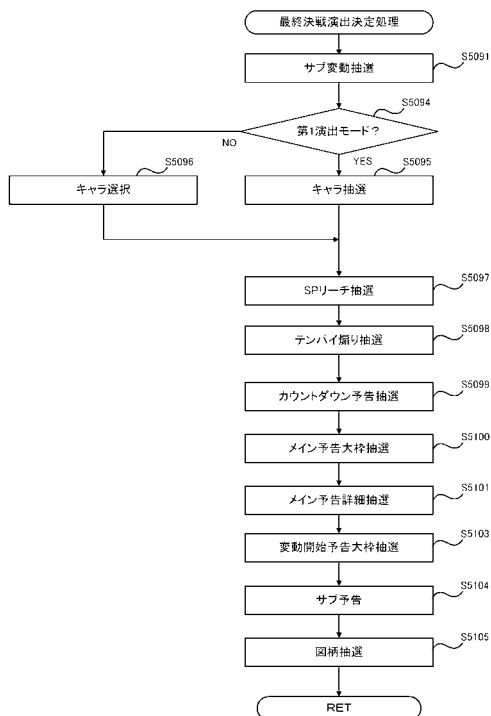 最終決戦演出決定処理
S5091
サブ変動抽選
S5094
第1演出モード？
NO
YES
S5096
キャラ選択
S5095
キャラ抽選
S5097
SPリーチ抽選
S5098
テンパイ煽り抽選
S5099
カウントダウン予告抽選
S5100
メイン予告大枠抽選
S5101
メイン予告詳細抽選
S5103
変動開始予告大枠抽選
S5104
サブ予告
S5105
図柄抽選
RET